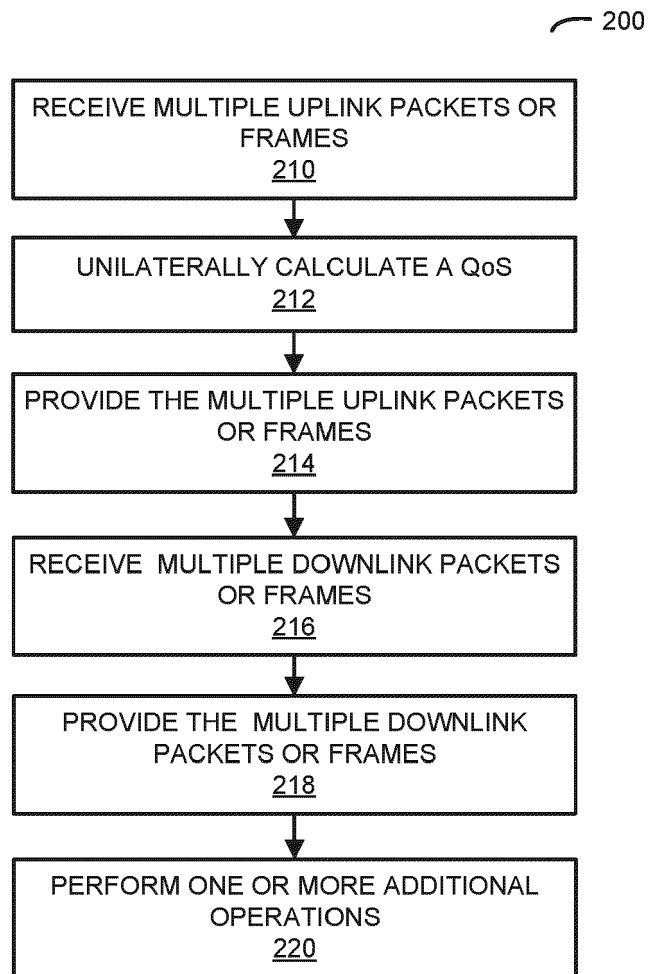 200
RECEIVE MULTIPLE UPLINK PACKETS OR
FRAMES
210
UNILATERALLY CALCULATE A QoS
212
PROVIDE THE MULTIPLE UPLINK PACKETS
OR FRAMES
214
RECEIVE MULTIPLE DOWNLINK PACKETS
OR FRAMES
216
PROVIDE THE MULTIPLE DOWNLINK
PACKETS OR FRAMES
218
PERFORM ONE OR MORE ADDITIONAL
OPERATIONS
220